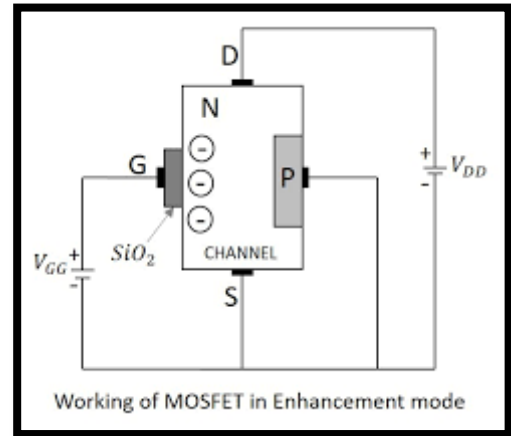 D
N
G
P
+
-
V_DD
V_GG
+
-
SiO₂
-
-
-
CHANNEL
S
Working of MOSFET in Enhancement mode